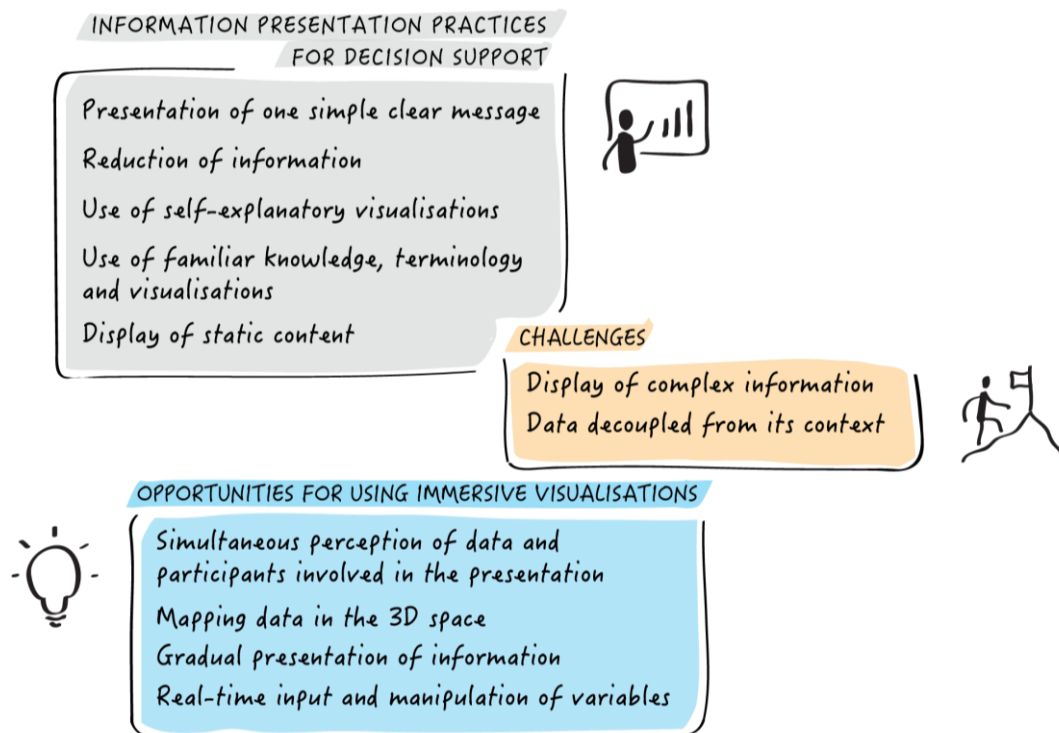 INFORMATION PRESENTATION PRACTICES
FOR DECISION SUPPORT
Presentation of one simple clear message
Reduction of information
Use of self-explanatory visualisations
Use of familiar knowledge, terminology
and visualisations
Display of static content
CHALLENGES
Display of complex information
Data decoupled from its context
OPPORTUNITIES FOR USING IMMERSIVE VISUALISATIONS
Simultaneous perception of data and
participants involved in the presentation
Mapping data in the 3D space
Gradual presentation of information
Real-time input and manipulation of variables